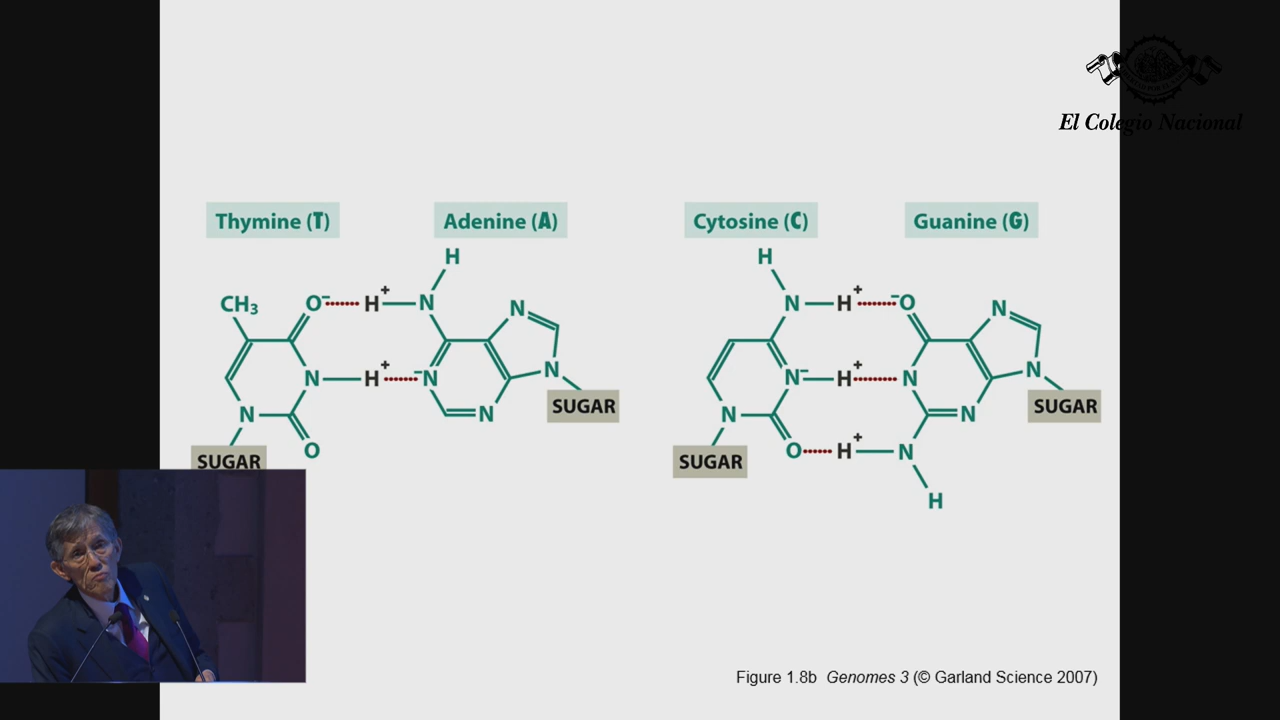 El Colegio Nacional
Thymine (T)
Adenine (A)
Cytosine (C)
Guanine (G)
H
H
CH₃
O⁻
H⁺
N
N
N
H⁺
⁻O
N
N
H⁺
⁻N
N
N⁻
H⁺
N
N
N
N
N
N
SUGAR
SUGAR
SUGAR
O
SUGAR
O
H⁺
N
H
Figure 1.8b Genomes 3 (© Garland Science 2007)